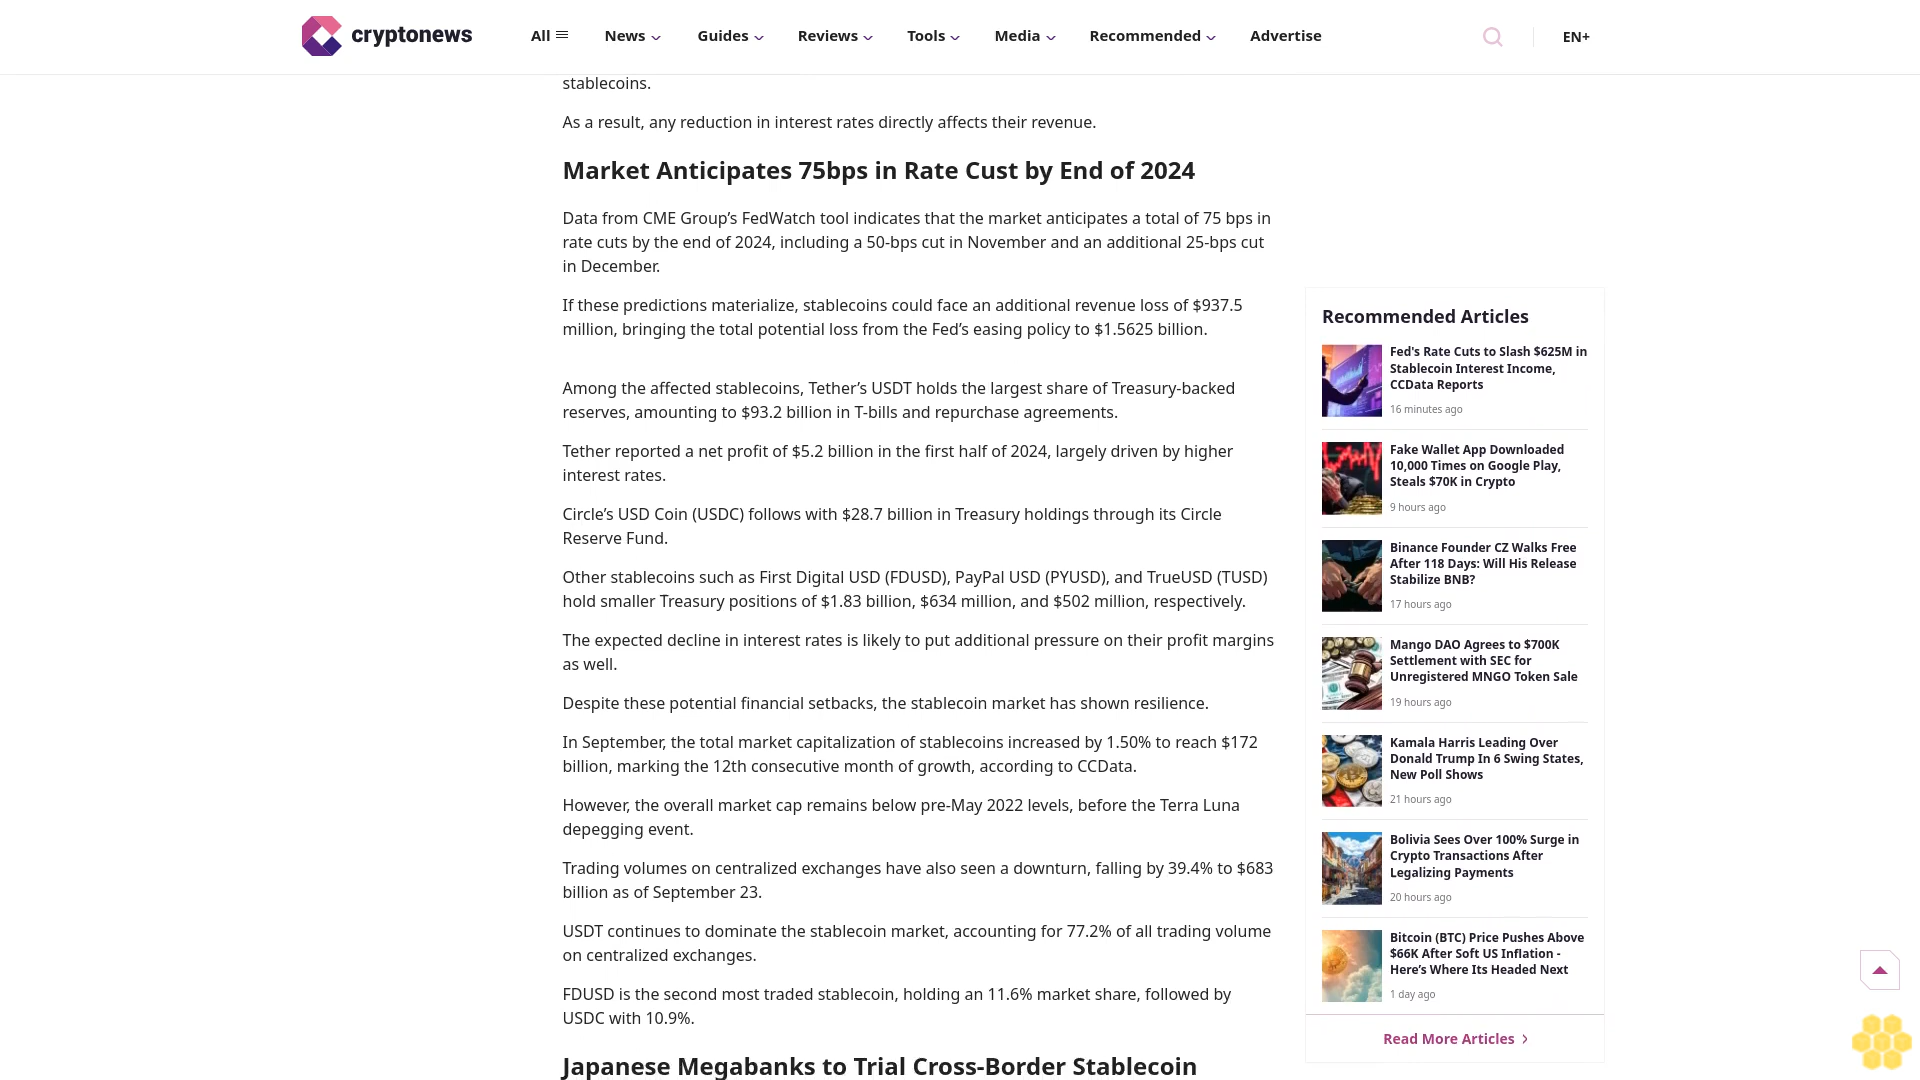 cryptonews
All
News
Guides
Reviews
Tools
Media
Recommended
Advertise
EN+
stablecoins.
As a result, any reduction in interest rates directly affects their revenue.
Market Anticipates 75bps in Rate Cust by End of 2024
Data from CME Group’s FedWatch tool indicates that the market anticipates a total of 75 bps in
rate cuts by the end of 2024, including a 50-bps cut in November and an additional 25-bps cut
in December.
If these predictions materialize, stablecoins could face an additional revenue loss of $937.5
million, bringing the total potential loss from the Fed’s easing policy to $1.5625 billion.
Among the affected stablecoins, Tether’s USDT holds the largest share of Treasury-backed
reserves, amounting to $93.2 billion in T-bills and repurchase agreements.
Tether reported a net profit of $5.2 billion in the first half of 2024, largely driven by higher
interest rates.
Circle’s USD Coin (USDC) follows with $28.7 billion in Treasury holdings through its Circle
Reserve Fund.
Other stablecoins such as First Digital USD (FDUSD), PayPal USD (PYUSD), and TrueUSD (TUSD)
hold smaller Treasury positions of $1.83 billion, $634 million, and $502 million, respectively.
The expected decline in interest rates is likely to put additional pressure on their profit margins
as well.
Despite these potential financial setbacks, the stablecoin market has shown resilience.
In September, the total market capitalization of stablecoins increased by 1.50% to reach $172
billion, marking the 12th consecutive month of growth, according to CCData.
However, the overall market cap remains below pre-May 2022 levels, before the Terra Luna
depegging event.
Trading volumes on centralized exchanges have also seen a downturn, falling by 39.4% to $683
billion as of September 23.
USDT continues to dominate the stablecoin market, accounting for 77.2% of all trading volume
on centralized exchanges.
FDUSD is the second most traded stablecoin, holding an 11.6% market share, followed by
USDC with 10.9%.
Japanese Megabanks to Trial Cross-Border Stablecoin
Recommended Articles
Fed's Rate Cuts to Slash $625M in
Stablecoin Interest Income,
CCData Reports
16 minutes ago
Fake Wallet App Downloaded
10,000 Times on Google Play,
Steals $70K in Crypto
9 hours ago
Binance Founder CZ Walks Free
After 118 Days: Will His Release
Stabilize BNB?
17 hours ago
Mango DAO Agrees to $700K
Settlement with SEC for
Unregistered MNGO Token Sale
19 hours ago
Kamala Harris Leading Over
Donald Trump In 6 Swing States,
New Poll Shows
21 hours ago
Bolivia Sees Over 100% Surge in
Crypto Transactions After
Legalizing Payments
20 hours ago
Bitcoin (BTC) Price Pushes Above
$66K After Soft US Inflation -
Here’s Where Its Headed Next
1 day ago
Read More Articles